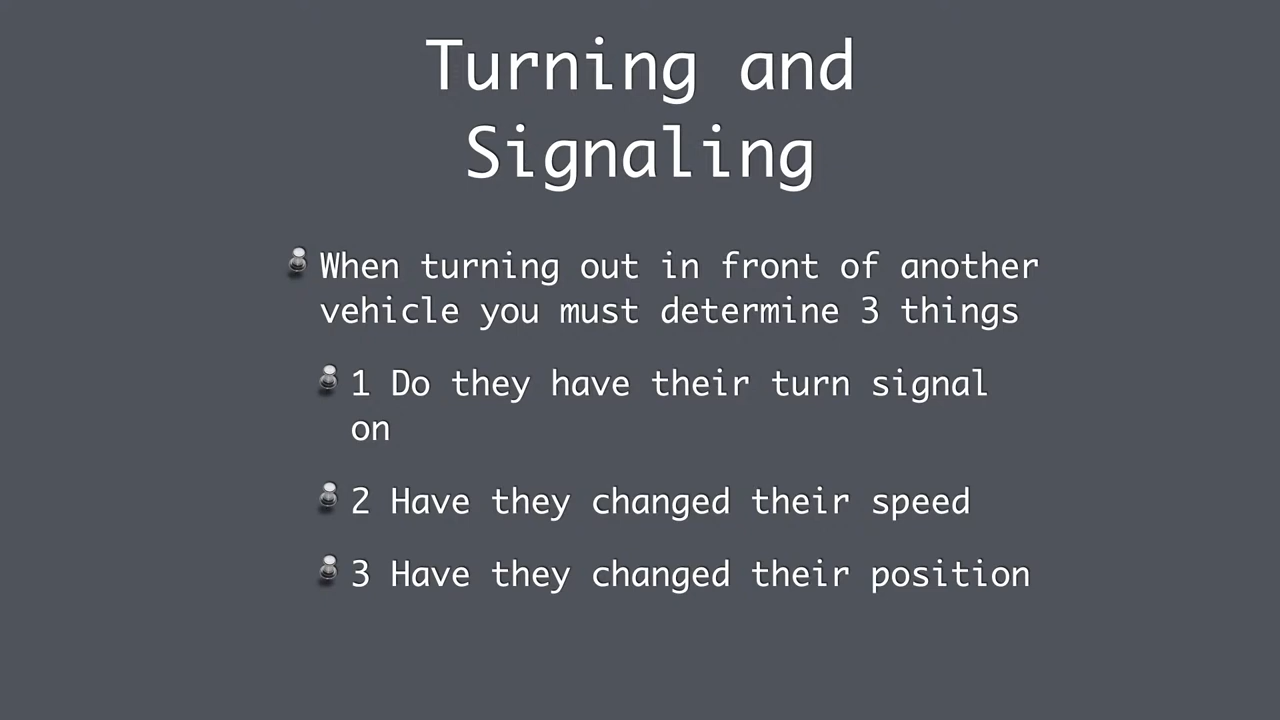 Turning and
Signaling
When turning out in front of another
vehicle you must determine 3 things
1 Do they have their turn signal
on
2 Have they changed their speed
3 Have they changed their position